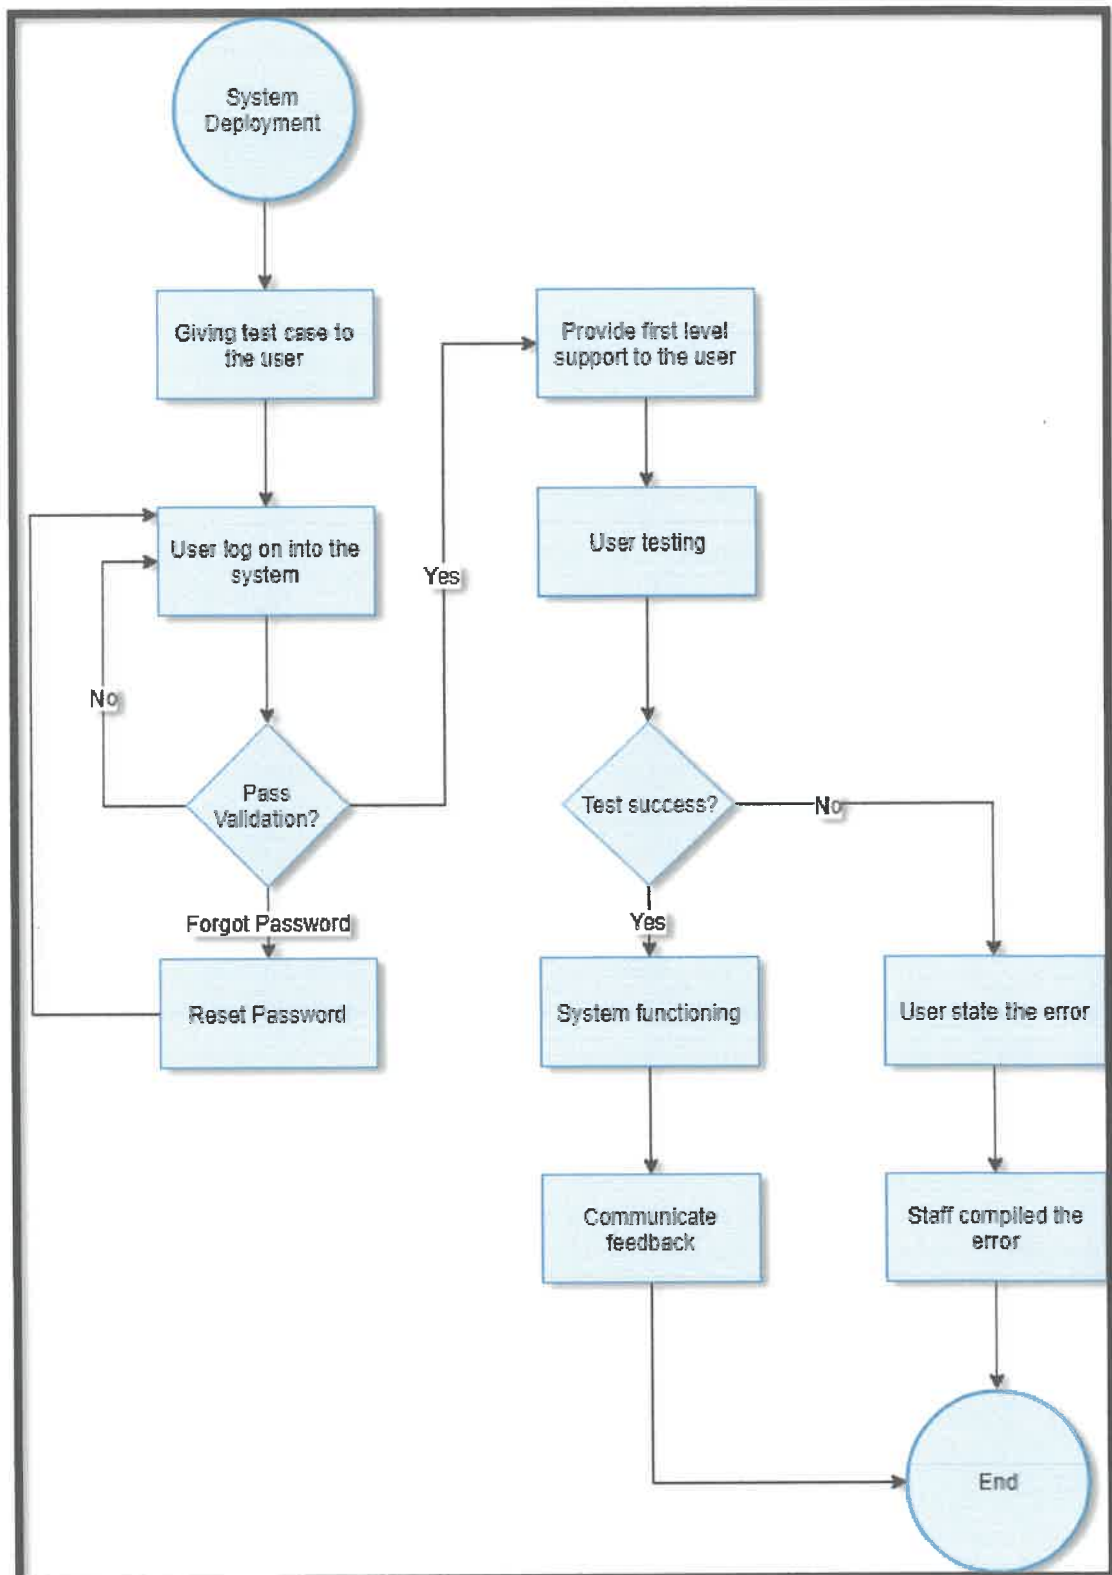 System
Deployment
Giving test case to
the user
User log on into the
system
No
Pass
Validation?
Yes
Forgot Password
Reset Password
Provide first level
support to the user
User testing
Test success?
No
Yes
System functioning
User state the error
Communicate
feedback
Staff compiled the
error
End